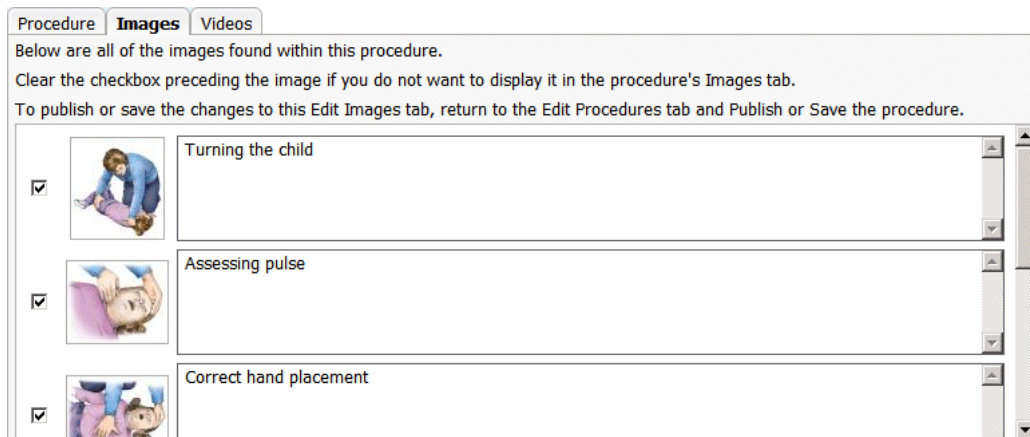 Procedure Images Videos
Below are all of the images found within this procedure.
Clear the checkbox preceding the image if you do not want to display it in the procedure's Images tab.
To publish or save the changes to this Edit Images tab, return to the Edit Procedures tab and Publish or Save the procedure.
Turning the child
Assessing pulse
Correct hand placement